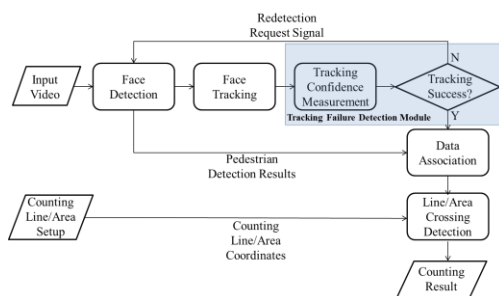 Redetection
Request Signal
N
Input
Video
Face
Detection
Face
Tracking
Tracking
Confidence
Measurement
Tracking
Success?
Tracking Failure Detection Module
Y
Pedestrian
Detection Results
Data
Association
Counting
Line/Area
Setup
Counting
Line/Area
Coordinates
Line/Area
Crossing
Detection
Counting
Result